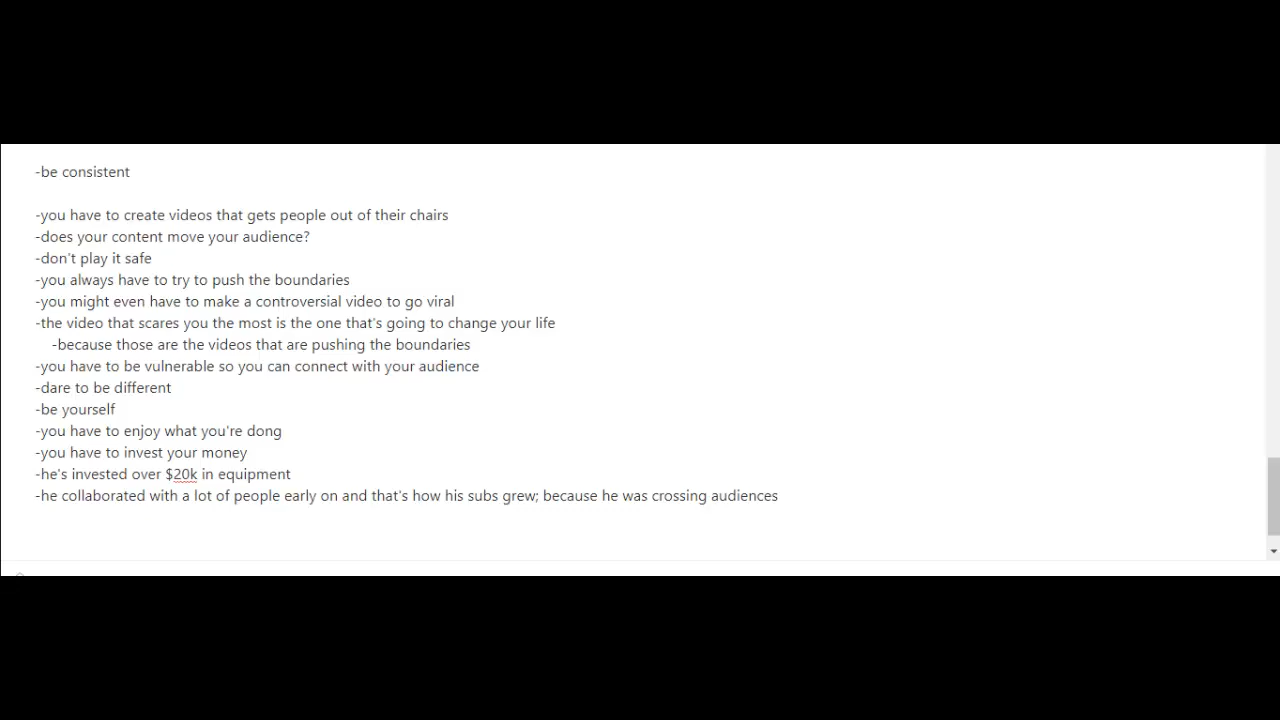 -be consistent
-you have to create videos that gets people out of their chairs
-does your content move your audience?
-don't play it safe
-you always have to try to push the boundaries
-you might even have to make a controversial video to go viral
-the video that scares you the most is the one that's going to change your life
-because those are the videos that are pushing the boundaries
-you have to be vulnerable so you can connect with your audience
-dare to be different
-be yourself
-you have to enjoy what you're dong
-you have to invest your money
-he's invested over $20k in equipment
-he collaborated with a lot of people early on and that's how his subs grew; because he was crossing audiences